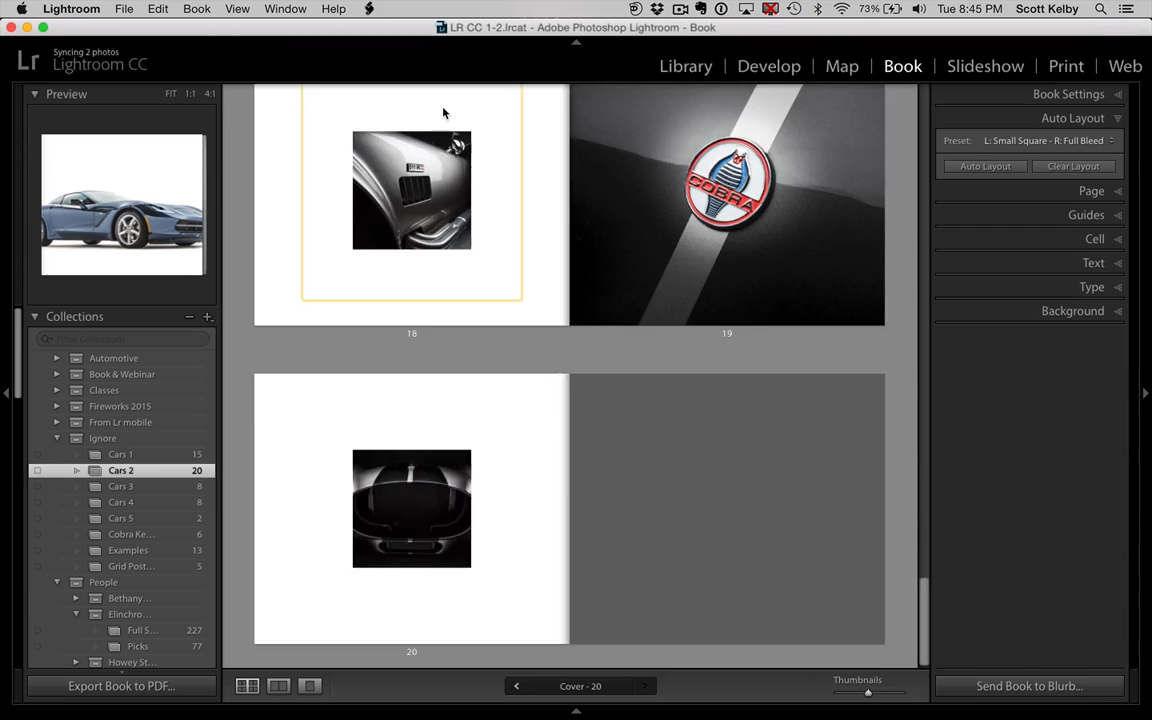 Lightroom File Edit Book View Window Help 73% Tue 8:45 PM Scott Kelby
LR CC 1-2.lrcat - Adobe Photoshop Lightroom - Book
Lr Syncing 2 photos
Lightroom CC
Library Develop Map Book Slideshow Print Web
Preview FIT 1:1 4:1
Collections
Filter Collections
Automotive
Book & Webinar
Classes
Fireworks 2015
From Lr mobile
Ignore
Cars 1 15
Cars 2 20
Cars 3 8
Cars 4 8
Cars 5 2
Cobra Ke... 6
Examples 13
Grid Post... 5
People
Bethany...
Elinchro...
Full S... 227
Picks 77
Howey St...
Export Book to PDF...
COBRA
18
19
20
Cover - 20
Thumbnails
Book Settings
Auto Layout
Preset: L: Small Square - R: Full Bleed
Auto Layout Clear Layout
Page
Guides
Cell
Text
Type
Background
Send Book to Blurb...